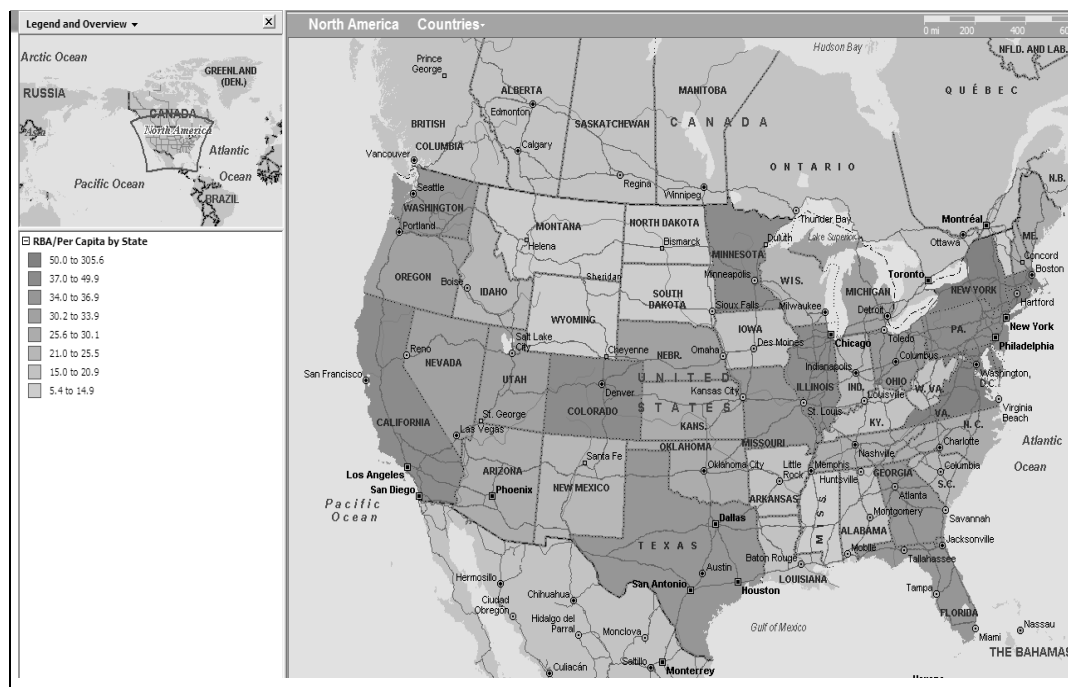 Legend and Overview
Arctic Ocean
GREENLAND
(DEN.)
RUSSIA
CANADA
North America
Asia
Atlantic
Ocean
Pacific Ocean
BRAZIL
RBA/Per Capita by State
50.0 to 305.6
37.0 to 49.9
34.0 to 36.9
30.2 to 33.9
25.6 to 30.1
21.0 to 25.5
15.0 to 20.9
5.4 to 14.9
North America Countries
0 mi 200 400
Hudson Bay
NFLD. AND LAB.
Prince
George
ALBERTA
MANITOBA
QUÉBEC
Edmonton
BRITISH
COLUMBIA
SASKATCHEWAN
CANADA
Calgary
Vancouver
ONTARIO
Regina
Winnipeg
N.B.
Seattle
WASHINGTON
Portland
MONTANA
Helena
NORTH DAKOTA
Bismarck
Thunder Bay
Duluth
Lake Superior
Montréal
Ottawa
ME.
Concord
Boston
OREGON
Boise
IDAHO
Sheridan
SOUTH
DAKOTA
MINNESOTA
Minneapolis
WIS.
MICHIGAN
Toronto
NEW YORK
Hartford
WYOMING
Sioux Falls
Milwaukee
Detroit
New York
Salt Lake
City
Cheyenne
IOWA
Des Moines
Chicago
Toledo
PA.
Philadelphia
Reno
NEVADA
UTAH
NEBR.
Omaha
Indianapolis
Columbus
San Francisco
Denver
UNITED
STATES
Kansas City
ILLINOIS
IND.
OHIO
W. VA.
Washington,
D.C.
CALIFORNIA
St. George
COLORADO
KANS.
St. Louis
Louisville
VA.
Virginia
Beach
Las Vegas
MISSOURI
KY.
N. C.
Los Angeles
San Diego
ARIZONA
Phoenix
Santa Fe
NEW MEXICO
OKLAHOMA
Oklahoma City
Little
Rock
ARKANSAS
Memphis
Nashville
Huntsville
Charlotte
Columbia
S.C.
Atlantic
Ocean
GEORGIA
Atlanta
Pacific
Ocean
Dallas
MISS
ALABAMA
Montgomery
Savannah
TEXAS
Baton Rouge
Mobile
Jacksonville
Tallahassee
Hermosillo
Austin
San Antonio
Houston
LOUISIANA
Tampa
FLORIDA
Ciudad
Obregon
Chihuahua
Hidalgo del
Parral
Monclova
Gulf of Mexico
Miami
Nassau
THE BAHAMAS
Culiacán
Saltillo
Monterrey